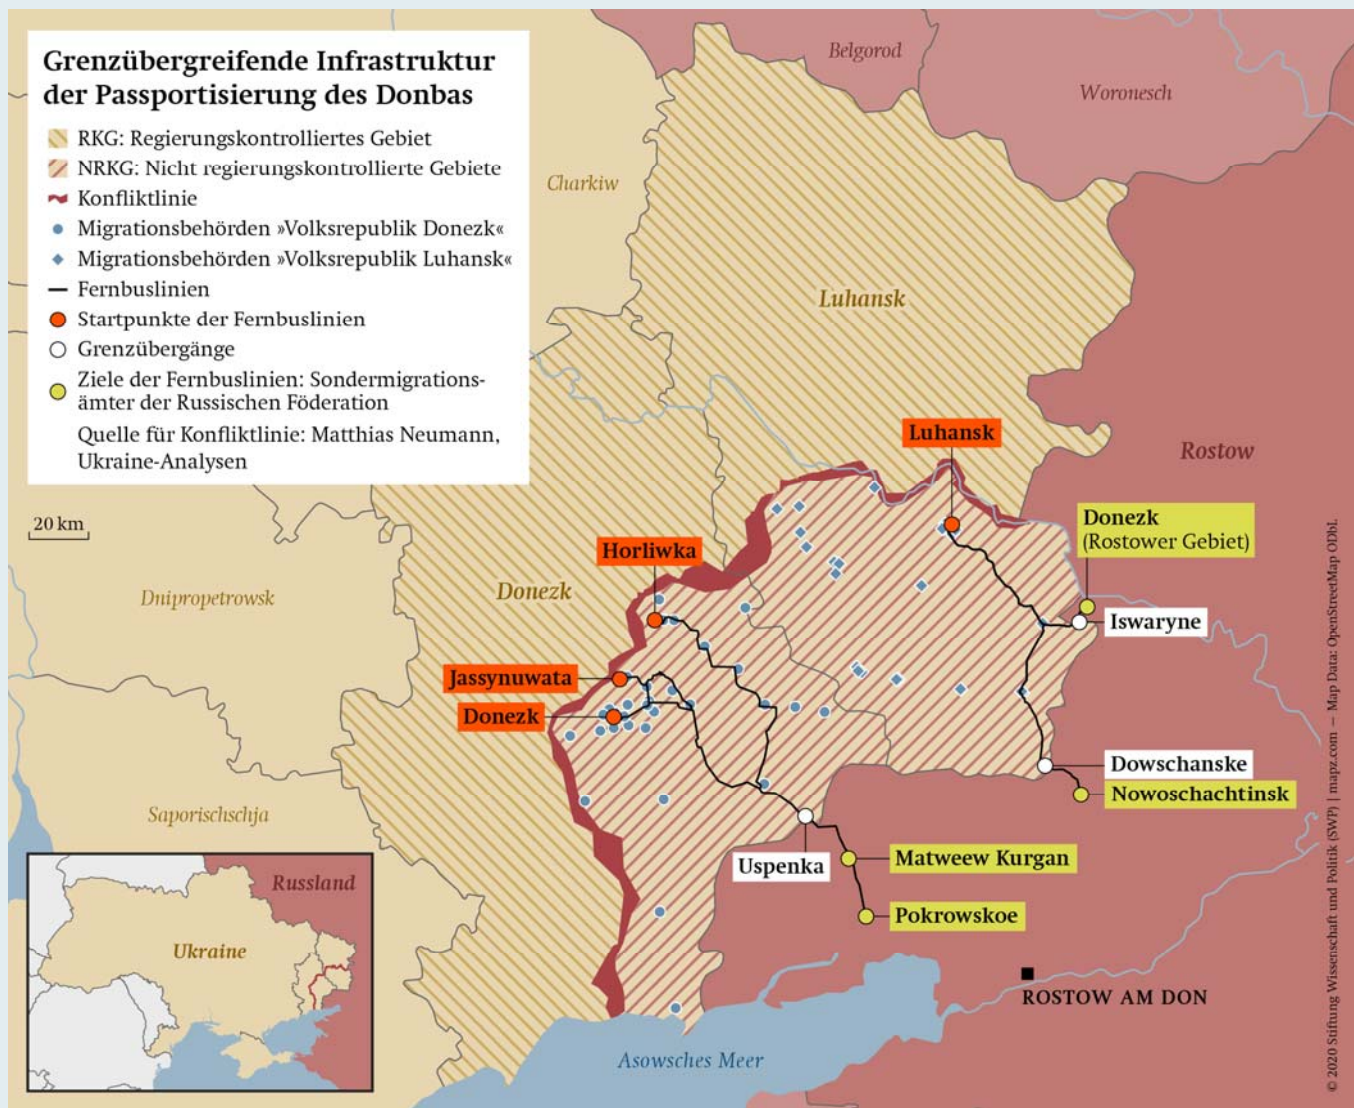 Grenzübergreifende Infrastruktur
der Passportisierung des Donbas
RKG: Regierungskontrolliertes Gebiet
NRKG: Nicht regierungskontrollierte Gebiete
Konfliktlinie
Migrationsbehörden »Volksrepublik Donezk«
Migrationsbehörden »Volksrepublik Luhansk«
Fernbuslinien
Startpunkte der Fernbuslinien
Grenzübergänge
Ziele der Fernbuslinien: Sondermigrations-
ämter der Russischen Föderation
Quelle für Konfliktlinie: Matthias Neumann,
Ukraine-Analysen
20 km
Belgorod
Woronesch
Charkiw
Luhansk
Luhansk
Rostow
Donezk
(Rostower Gebiet)
Horliwka
Donezk
Dnipropetrowsk
Iswaryne
Jassynuwata
Donezk
Dowschanske
Nowoschachtinsk
Saporischschja
Uspenka
Matweew Kurgan
Pokrowskoe
Russland
Ukraine
ROSTOW AM DON
Asowsches Meer
© 2020 Stiftung Wissenschaft und Politik (SWP) | mapz.com — Map Data: OpenStreetMap ODbL